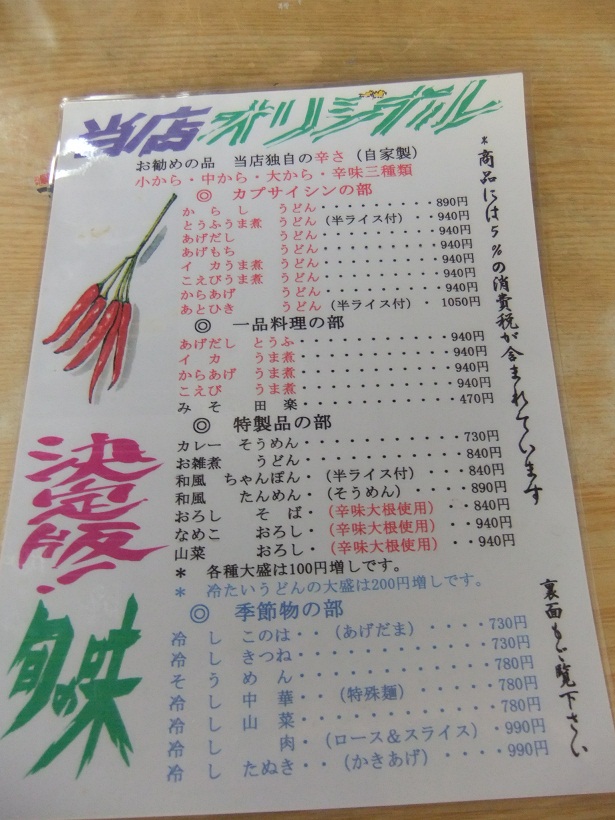 当店オリジナル
お勧めの品 当店独自の辛さ（自家製）
小から・中から・大から・辛味三種類
◎ カプサイシンの部
からし うどん・・・・・・・・・890円
とうふうま煮 うどん（半ライス付）・・940円
あげだし うどん・・・・・・・・・940円
あげもち うどん・・・・・・・・・940円
イカうま煮 うどん・・・・・・・・・940円
こえびうま煮 うどん・・・・・・・・・940円
からあげ うどん・・・・・・・・・940円
あとひき うどん（半ライス付）・1050円
◎ 一品料理の部
あげだし とうふ・・・・・・・・・・940円
イカ うま煮・・・・・・・・・・940円
からあげ うま煮・・・・・・・・・・940円
こえび うま煮・・・・・・・・・・940円
みそ 田楽・・・・・・・・・・470円
◎ 特製品の部
カレー そうめん・・・・・・・・・・730円
お雑煮 うどん・・・・・・・・・・840円
和風 ちゃんぽん・（半ライス付）・・・840円
和風 たんめん・（そうめん）・・・・890円
おろし そば・（辛味大根使用）・・840円
なめこ おろし・（辛味大根使用）・・940円
山菜 おろし・（辛味大根使用）・・940円
＊ 各種大盛は100円増しです。
＊ 冷たいうどんの大盛は200円増しです。
◎ 季節物の部
冷し このは・・（あげだま）・・・・・730円
冷し きつね・・・・・・・・・・・730円
そうめん・・・・・・・・・・・780円
冷し中華・・（特殊麺）・・・・・780円
冷し山菜・・・・・・・・・・・780円
冷し肉・（ロース＆スライス）・990円
冷し たぬき・・（かきあげ）・・・・990円
＊商品には5%の消費税が含まれています
裏面もご覧下さい
決定版！
旬の味